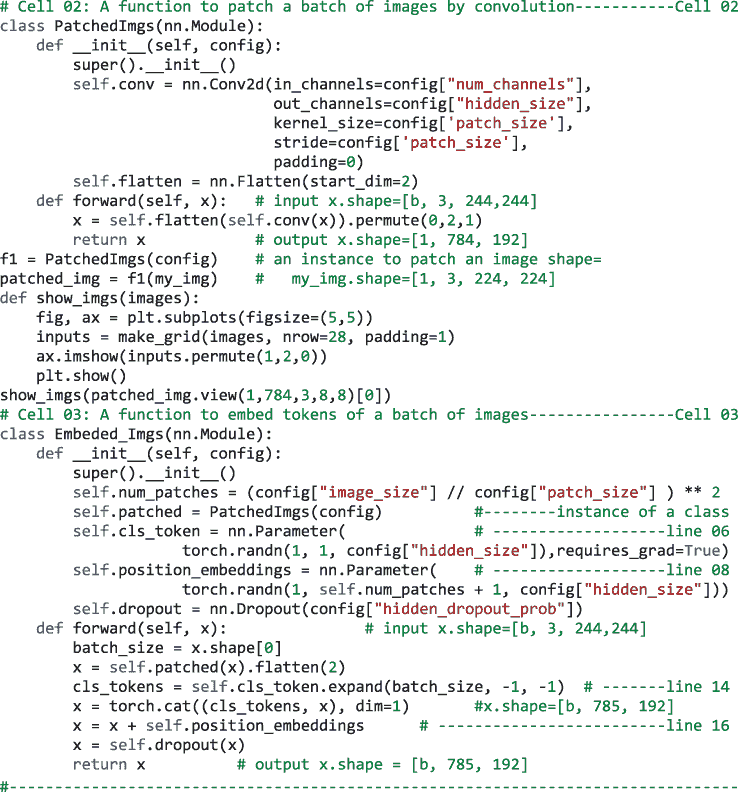 # Cell 02: A function to patch a batch of images by convolution-----------Cell 02
class PatchedImgs(nn.Module):
    def __init__(self, config):
        super().__init__()
        self.conv = nn.Conv2d(in_channels=config["num_channels"],
                              out_channels=config["hidden_size"],
                              kernel_size=config['patch_size'],
                              stride=config['patch_size'],
                              padding=0)
        self.flatten = nn.Flatten(start_dim=2)
    def forward(self, x):   # input x.shape=[b, 3, 244,244]
        x = self.flatten(self.conv(x)).permute(0,2,1)
        return x            # output x.shape=[1, 784, 192]
f1 = PatchedImgs(config)    # an instance to patch an image shape=
patched_img = f1(my_img)    #   my_img.shape=[1, 3, 224, 224]
def show_imgs(images):
    fig, ax = plt.subplots(figsize=(5,5))
    inputs = make_grid(images, nrow=28, padding=1)
    ax.imshow(inputs.permute(1,2,0))
    plt.show()
show_imgs(patched_img.view(1,784,3,8,8)[0])
# Cell 03: A function to embed tokens of a batch of images----------------Cell 03
class Embeded_Imgs(nn.Module):
    def __init__(self, config):
        super().__init__()
        self.num_patches = (config["image_size"] // config["patch_size"] ) ** 2
        self.patched = PatchedImgs(config)          #--------instance of a class
        self.cls_token = nn.Parameter(              # -------------------line 06
                    torch.randn(1, 1, config["hidden_size"]),requires_grad=True)
        self.position_embeddings = nn.Parameter(    # -------------------line 08
                    torch.randn(1, self.num_patches + 1, config["hidden_size"]))
        self.dropout = nn.Dropout(config["hidden_dropout_prob"])
    def forward(self, x):               # input x.shape=[b, 3, 244,244]
        batch_size = x.shape[0]
        x = self.patched(x).flatten(2)
        cls_tokens = self.cls_token.expand(batch_size, -1, -1)  # -------line 14
        x = torch.cat((cls_tokens, x), dim=1)       #x.shape=[b, 785, 192]
        x = x + self.position_embeddings      # -------------------------line 16
        x = self.dropout(x)
        return x          # output x.shape = [b, 785, 192]
#--------------------------------------------------------------------------------